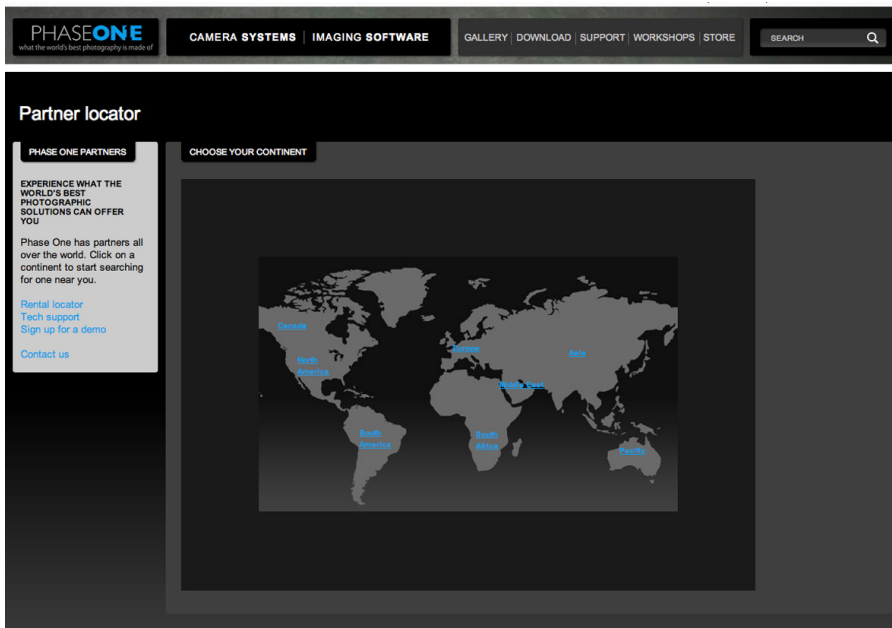 PHASEONE
what the world's best photography is made of
CAMERA SYSTEMS | IMAGING SOFTWARE
GALLERY | DOWNLOAD | SUPPORT | WORKSHOPS | STORE
SEARCH
Partner locator
PHASE ONE PARTNERS
EXPERIENCE WHAT THE
WORLD'S BEST
PHOTOGRAPHIC
SOLUTIONS CAN OFFER
YOU
Phase One has partners all
over the world. Click on a
continent to start searching
for one near you.
Rental locator
Tech support
Sign up for a demo
Contact us
CHOOSE YOUR CONTINENT
Canada
North
America
South
America
Europe
Middle East
Asia
South
Africa
Pacific